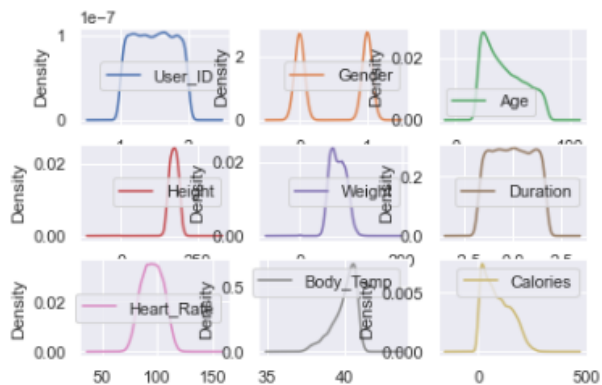 1e-7
1
0
Density
User_ID
2
0
Density
Gender
0.02
0.00
Density
Age
0.02
0.00
Density
Height
0.02
0.00
Density
Weight
0.2
0.0
Density
Duration
0.02
0.00
Density
Heart_Rate
50 100 150
0.5
0.0
Density
Body_Temp
35 40
0.005
0.000
Density
Calories
0 500